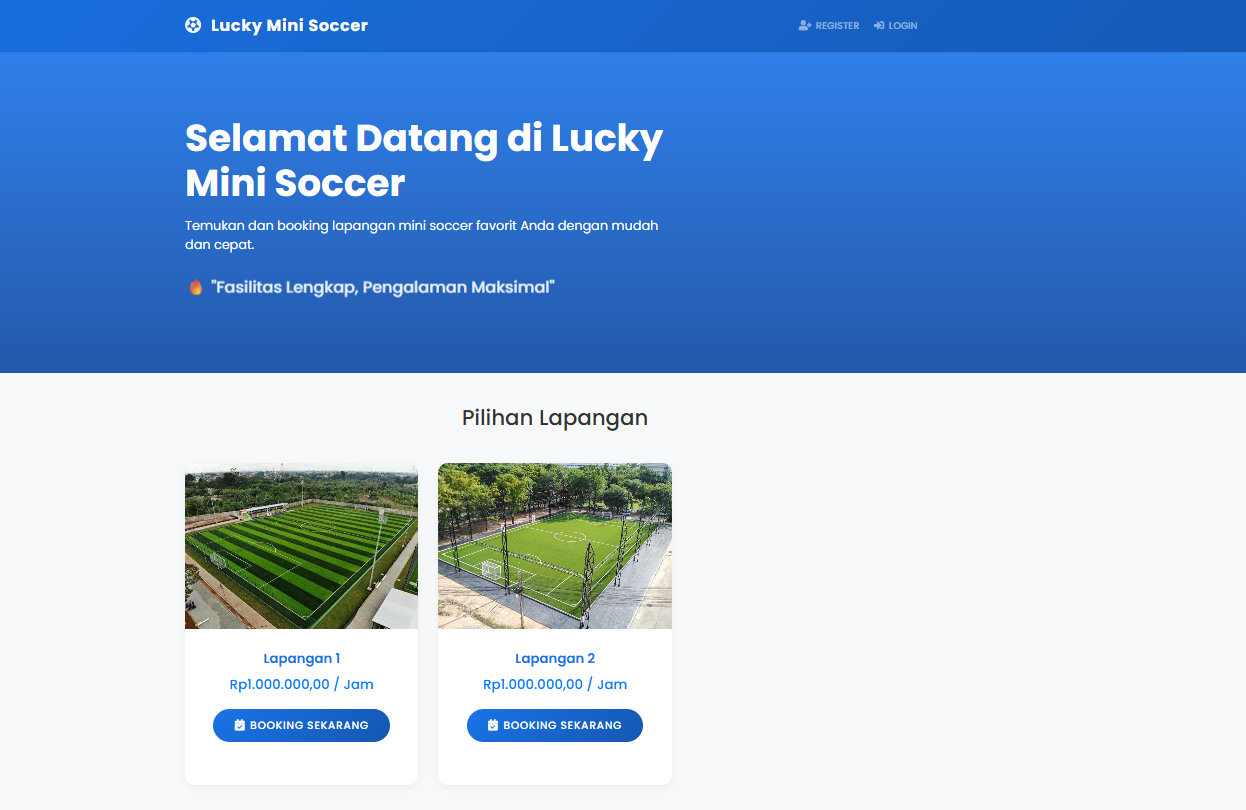 Lucky Mini Soccer
REGISTER
LOGIN
Selamat Datang di Lucky
Mini Soccer
Temukan dan booking lapangan mini soccer favorit Anda dengan mudah
dan cepat.
🔥 "Fasilitas Lengkap, Pengalaman Maksimal"
Pilihan Lapangan
Lapangan 1
Rp1.000.000,00 / Jam
BOOKING SEKARANG
Lapangan 2
Rp1.000.000,00 / Jam
BOOKING SEKARANG